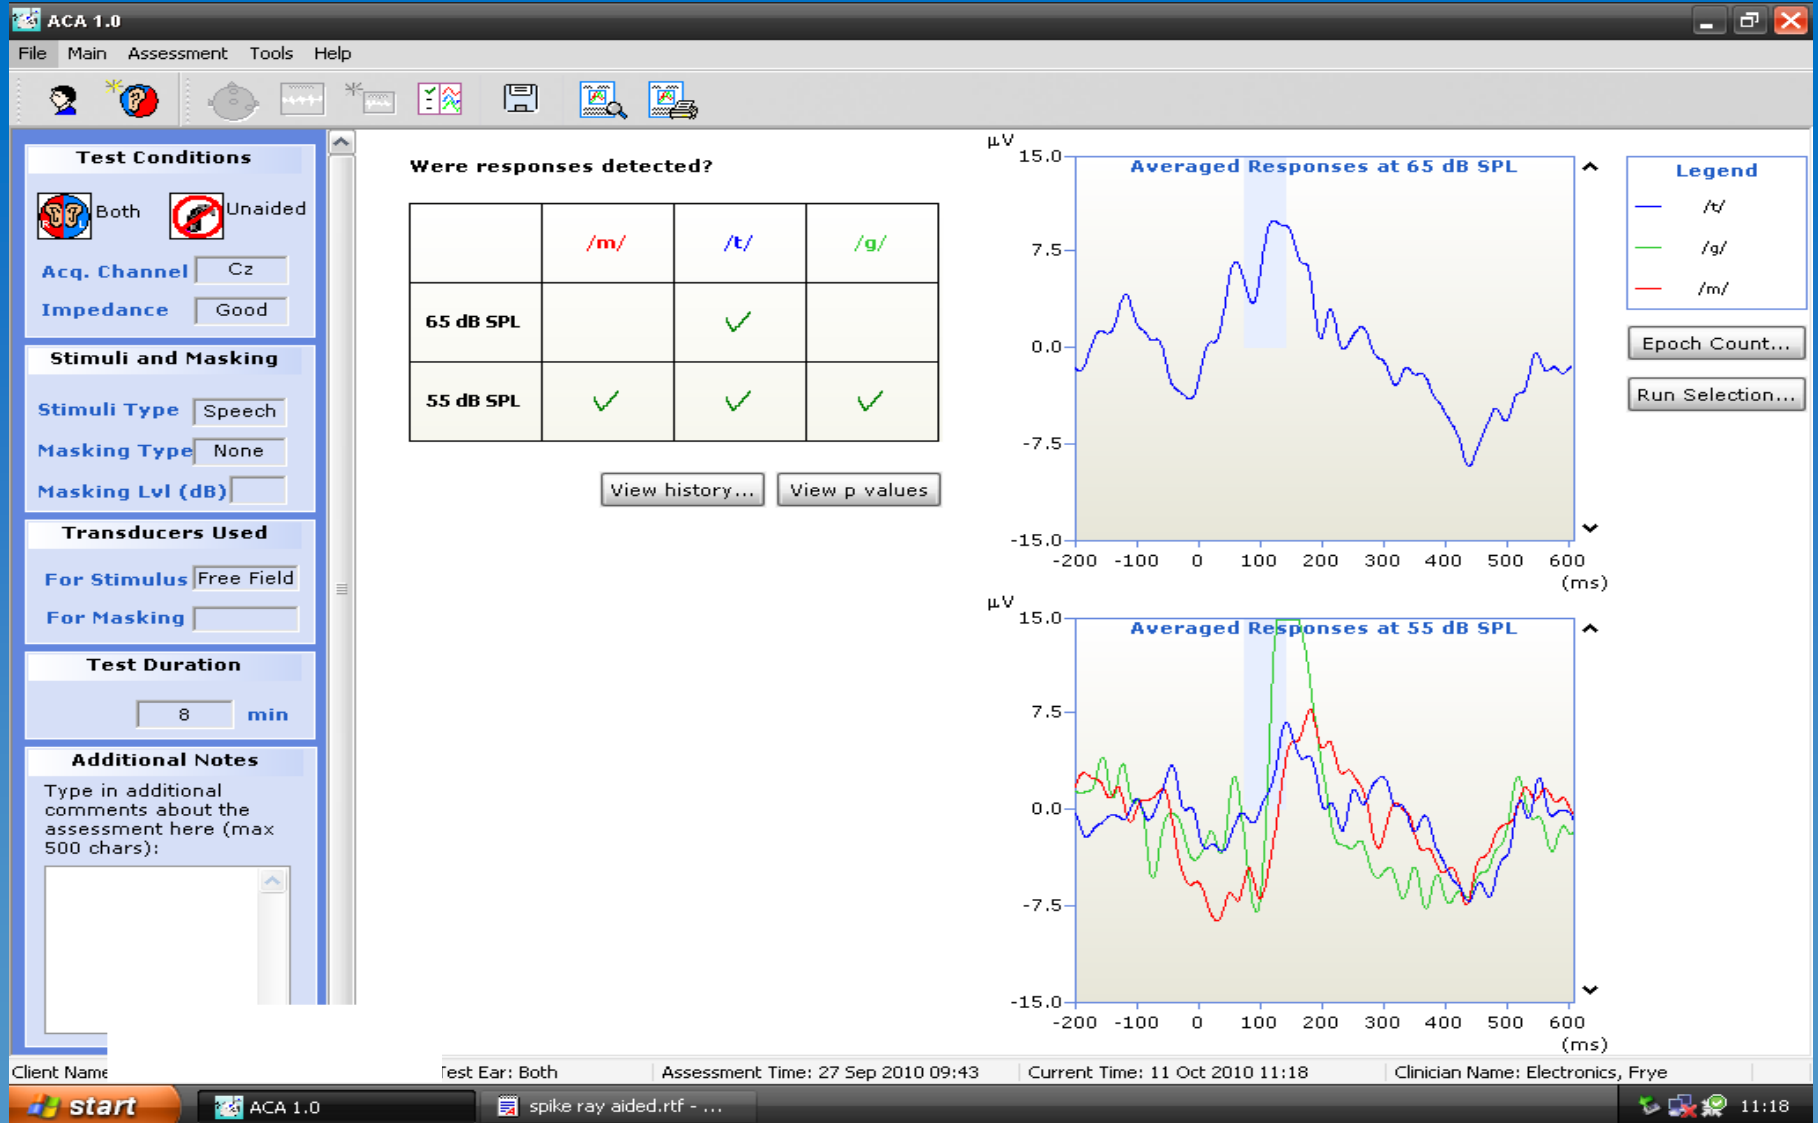 ACA 1.0
File Main Assessment Tools Help
Test Conditions
Both Unaided
Acq. Channel Cz
Impedance Good
Stimuli and Masking
Stimuli Type Speech
Masking Type None
Masking Lvl (dB)
Transducers Used
For Stimulus Free Field
For Masking
Test Duration
8 min
Additional Notes
Type in additional
comments about the
assessment here (max
500 chars):
Were responses detected?
/m/ /t/ /g/
65 dB SPL
55 dB SPL
View history... View p values
µV
Averaged Responses at 65 dB SPL
15.0
7.5
0.0
-7.5
-15.0
-200 -100 0 100 200 300 400 500 600
(ms)
µV
Averaged Responses at 55 dB SPL
15.0
7.5
0.0
-7.5
-15.0
-200 -100 0 100 200 300 400 500 600
(ms)
Legend
/t/
/g/
/m/
Epoch Count...
Run Selection...
Client Name Test Ear: Both Assessment Time: 27 Sep 2010 09:43 Current Time: 11 Oct 2010 11:18 Clinician Name: Electronics, Frye
start ACA 1.0 spike ray aided.rtf - ... 11:18